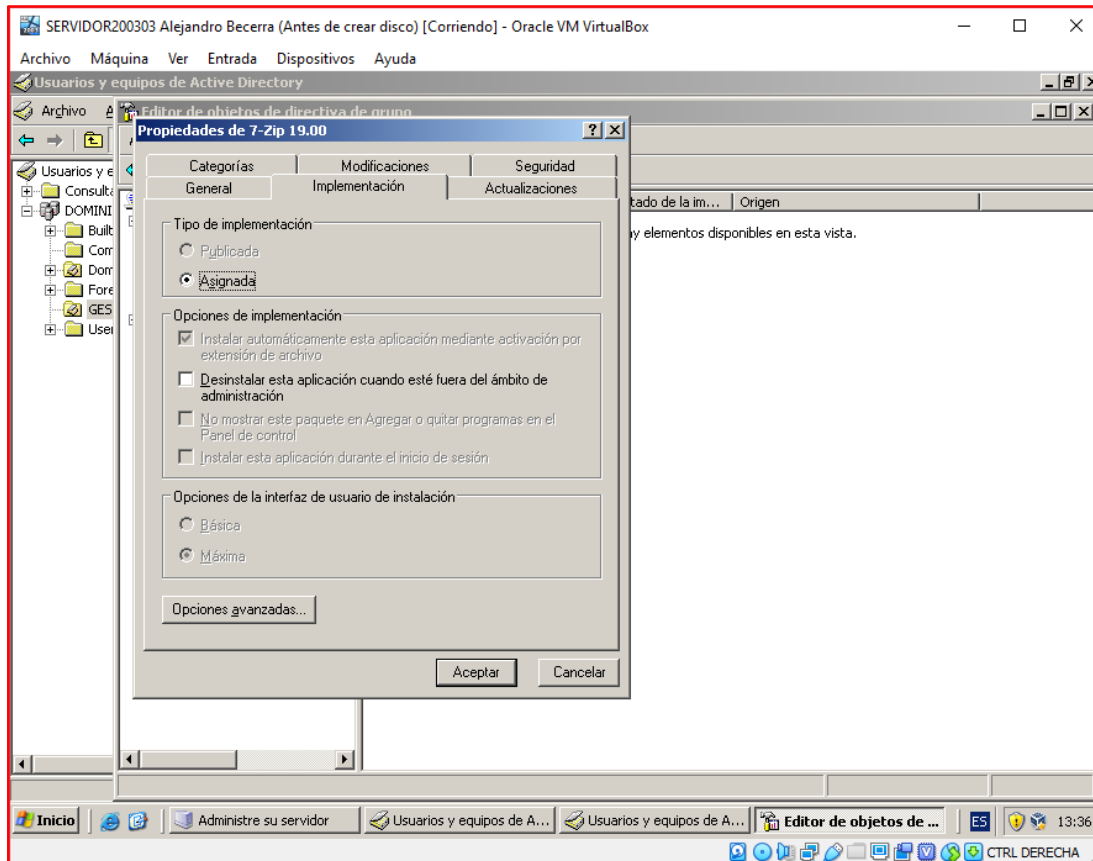 SERVIDOR200303 Alejandro Becerra (Antes de crear disco) [Corriendo] - Oracle VM VirtualBox
Archivo Máquina Ver Entrada Dispositivos Ayuda
Usuarios y equipos de Active Directory
Archivo
Editor de objetos de directiva de grupo
Propiedades de 7-Zip 19.00
Categorías Modificaciones Seguridad
General Implementación Actualizaciones
Usuarios y e
Consulta
DOMINI
Built
Com
Dom
Fore
GES
User
tado de la im... Origen
ay elementos disponibles en esta vista.
Tipo de implementación
Publicada
Asignada
Opciones de implementación
Instalar automáticamente esta aplicación mediante activación por
extensión de archivo
Desinstalar esta aplicación cuando esté fuera del ámbito de
administración
No mostrar este paquete en Agregar o quitar programas en el
Panel de control
Instalar esta aplicación durante el inicio de sesión
Opciones de la interfaz de usuario de instalación
Básica
Máxima
Opciones avanzadas...
Aceptar Cancelar
Inicio Administre su servidor Usuarios y equipos de A... Usuarios y equipos de A... Editor de objetos de ... ES 13:36
CTRL DERECHA